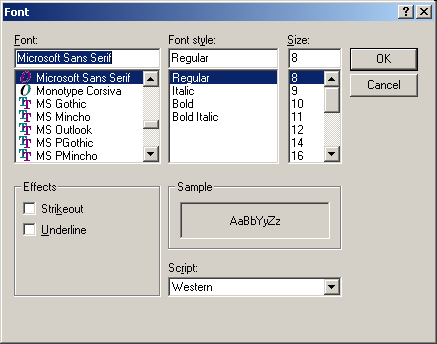 Font
Font:
Font style:
Size:
Microsoft Sans Serif
Regular
8
OK
Cancel
Microsoft Sans Serif
Monotype Corsiva
MS Gothic
MS Mincho
MS Outlook
MS PGothic
MS PMincho
Regular
Italic
Bold
Bold Italic
8
9
10
11
12
14
16
Effects
Strikeout
Underline
Sample
AaBbYyZz
Script:
Western